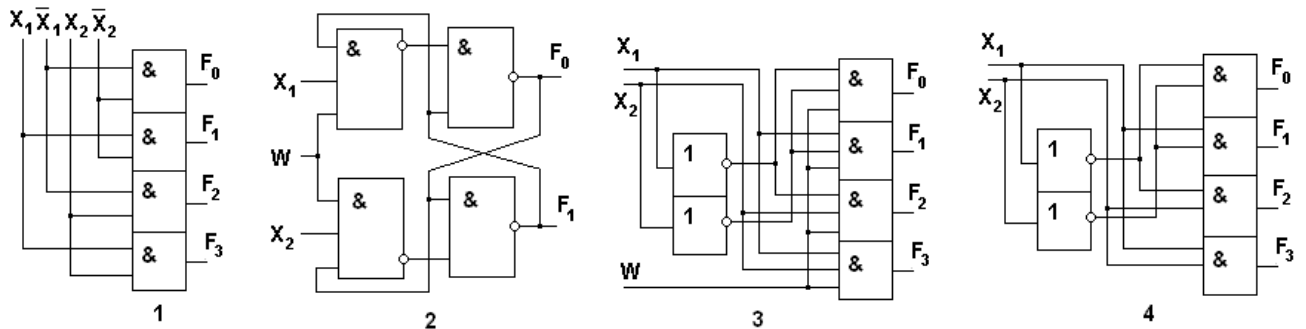 X1 X̅1 X2 X̅2
& F0
& F1
& F2
& F3
1
& & F0
X1
W
& & F1
X2
2
X1
X2
& F0
& F1
1
& F2
1
& F3
W
3
X1
X2
& F0
& F1
1
& F2
1
& F3
4